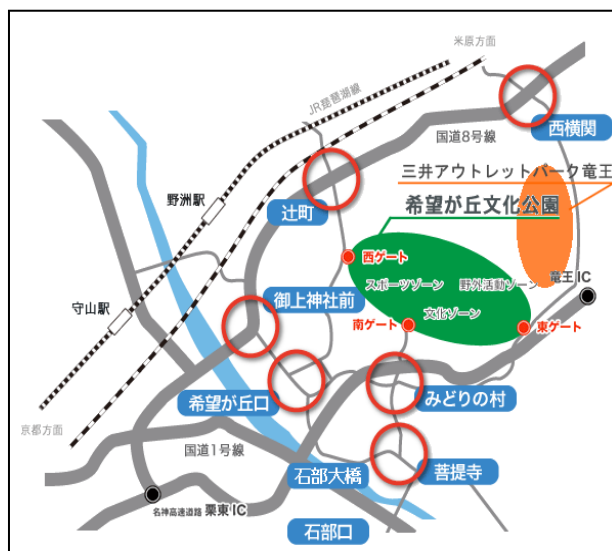 米原方面
JR琵琶湖線
西横関
国道8号線
三井アウトレットパーク竜王
野洲駅
辻町
希望が丘文化公園
西ゲート
スポーツゾーン
野外活動ゾーン
竜王IC
守山駅
御上神社前
文化ゾーン
南ゲート
東ゲート
希望が丘口
みどりの村
京都方面
国道1号線
石部大橋
菩提寺
名神高速道路 栗東IC
石部口